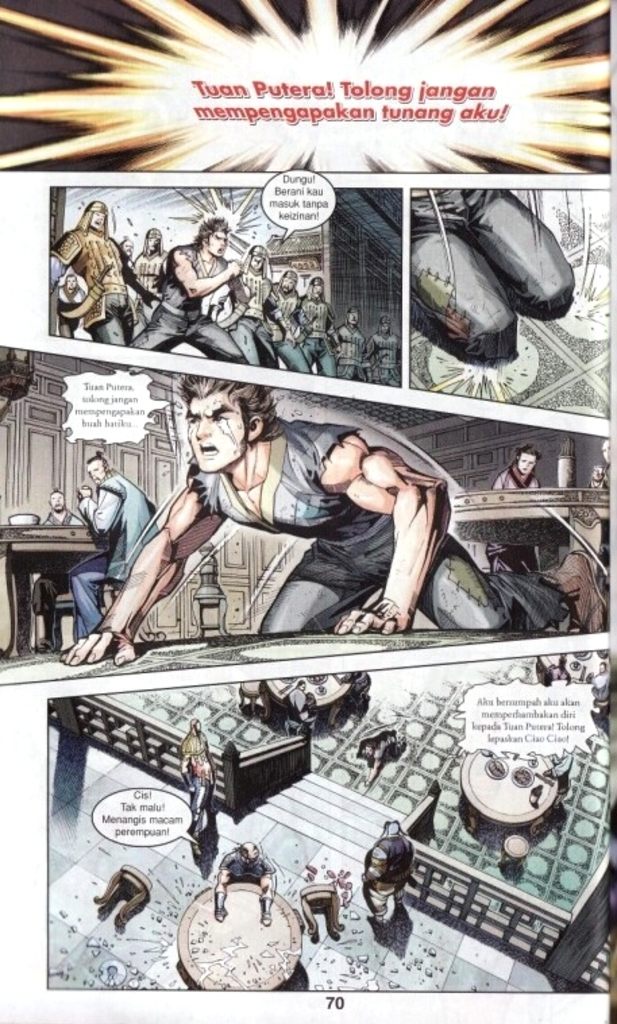 Tuan Putera! Tolong jangan
mempengapakan tunang aku!
Dungu!
Berani kau
masuk tanpa
keizinan!
Tuan Putera,
tolong jangan
mempengapakan
buah hatiku...
Aku bersumpah aku akan
memperhambakan diri
kepada Tuan Putera! Tolong
lepaskan Ciao Ciao!
Cis!
Tak malu!
Menangis macam
perempuan!
70